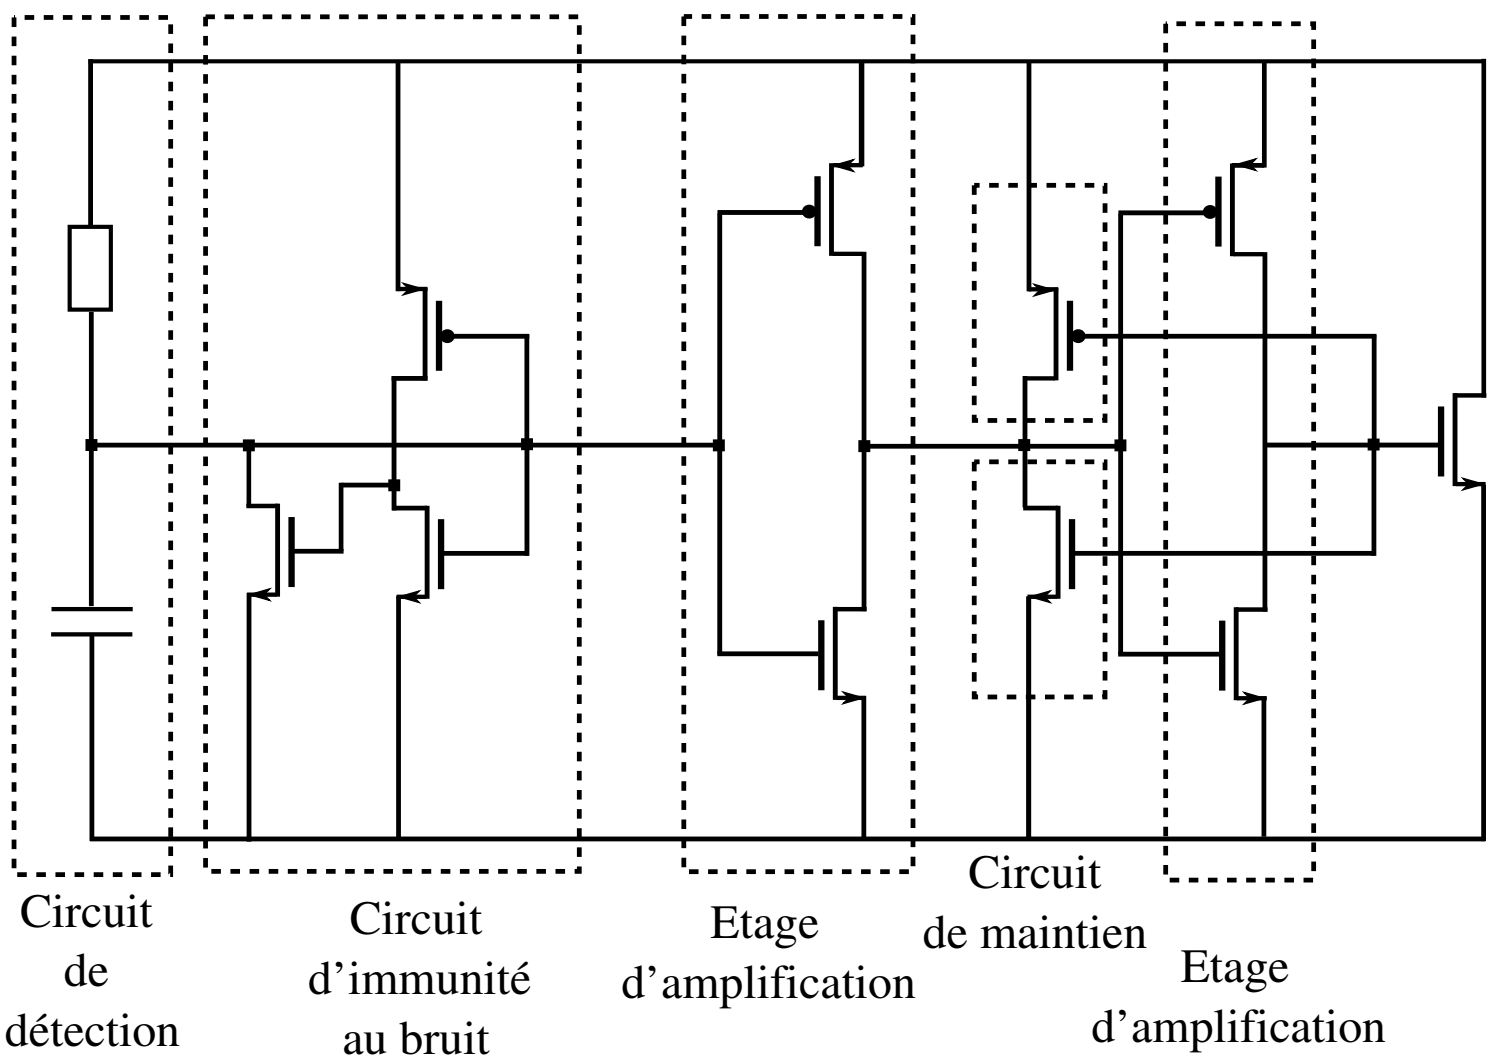 Circuit
de
détection
Circuit
d’immunité
au bruit
Etage
d’amplification
Circuit
de maintien
Etage
d’amplification